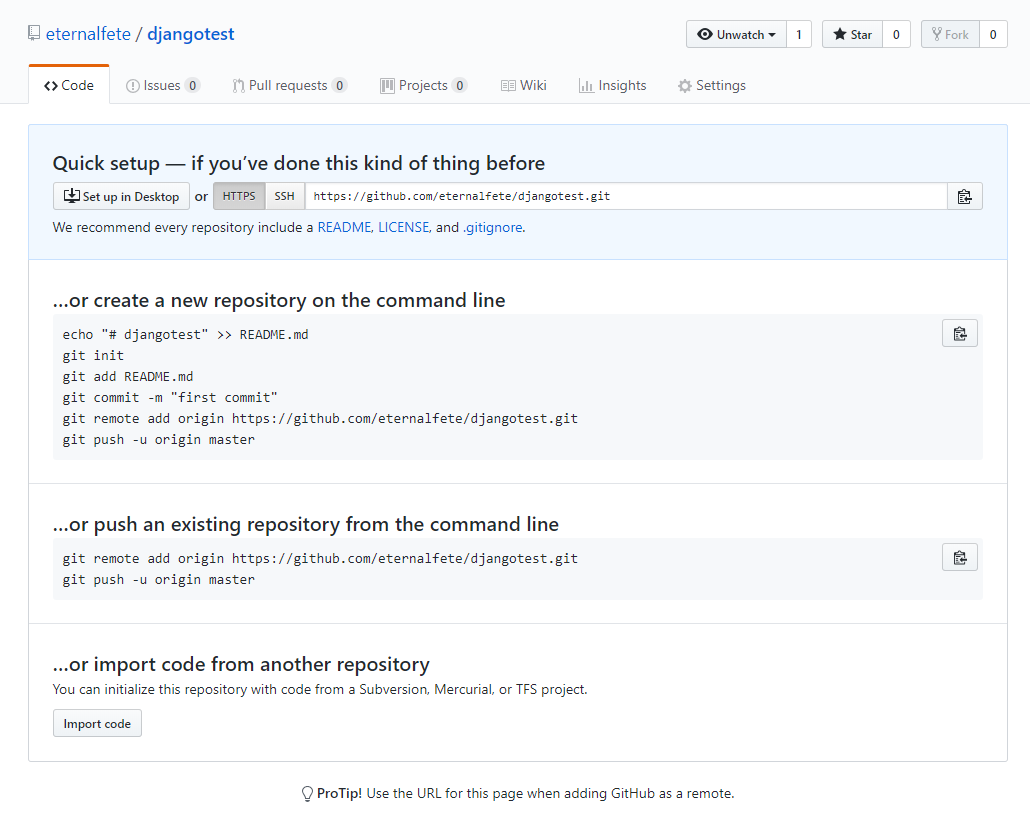 eternalfete / djangotest
Unwatch 1 Star 0 Fork 0
Code Issues 0 Pull requests 0 Projects 0 Wiki Insights Settings
Quick setup — if you’ve done this kind of thing before
Set up in Desktop or HTTPS SSH https://github.com/eternalfete/djangotest.git
We recommend every repository include a README, LICENSE, and .gitignore.
…or create a new repository on the command line
echo "# djangotest" >> README.md
git init
git add README.md
git commit -m "first commit"
git remote add origin https://github.com/eternalfete/djangotest.git
git push -u origin master
…or push an existing repository from the command line
git remote add origin https://github.com/eternalfete/djangotest.git
git push -u origin master
…or import code from another repository
You can initialize this repository with code from a Subversion, Mercurial, or TFS project.
Import code
ProTip! Use the URL for this page when adding GitHub as a remote.